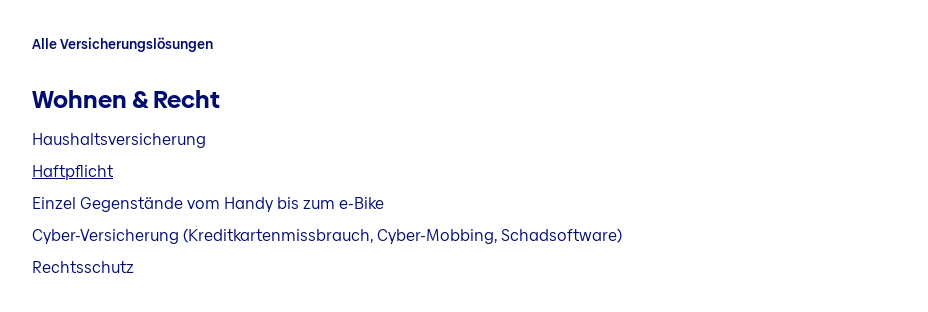 Alle Versicherungslösungen
Wohnen & Recht
Haushaltsversicherung
Haftpflicht
Einzel Gegenstände vom Handy bis zum e-Bike
Cyber-Versicherung (Kreditkartenmissbrauch, Cyber-Mobbing, Schadsoftware)
Rechtsschutz